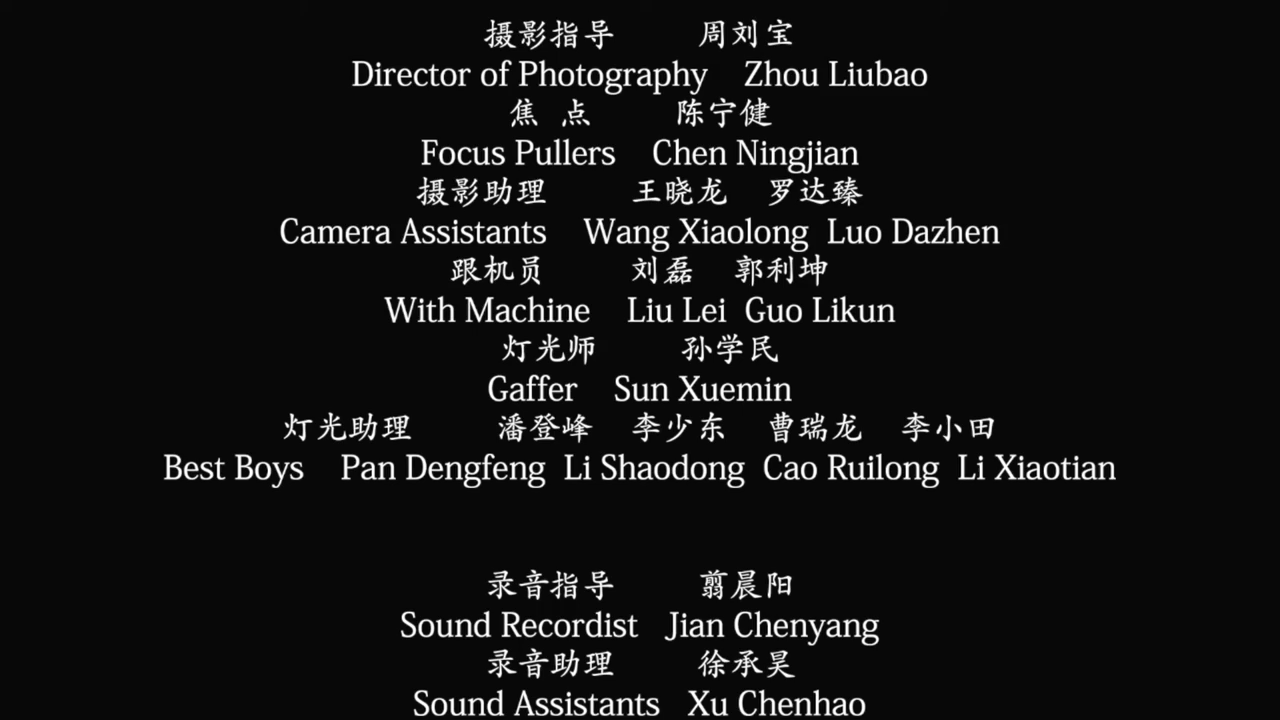 摄影指导 周刘宝
Director of Photography Zhou Liubao
焦 点 陈宁健
Focus Pullers Chen Ningjian
摄影助理 王晓龙 罗达臻
Camera Assistants Wang Xiaolong Luo Dazhen
跟机员 刘磊 郭利坤
With Machine Liu Lei Guo Likun
灯光师 孙学民
Gaffer Sun Xuemin
灯光助理 潘登峰 李少东 曹瑞龙 李小田
Best Boys Pan Dengfeng Li Shaodong Cao Ruilong Li Xiaotian
录音指导 翦晨阳
Sound Recordist Jian Chenyang
录音助理 徐承昊
Sound Assistants Xu Chenhao